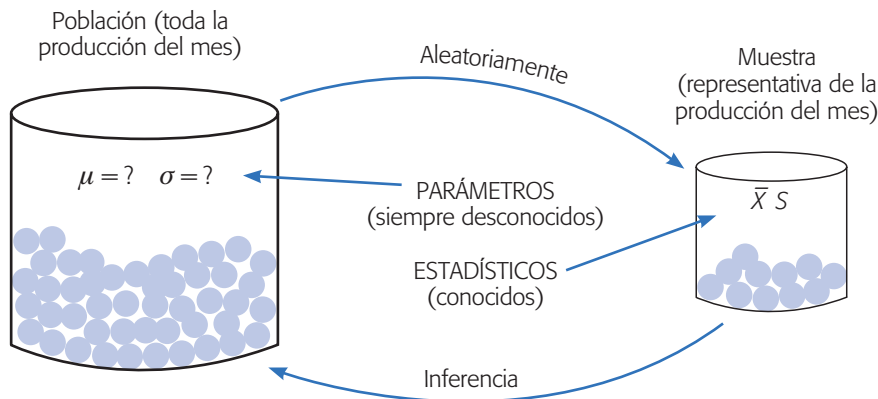 Población (toda la
producción del mes)
Aleatoriamente
Muestra
(representativa de la
producción del mes)
μ = ? σ = ?
X̅ S
PARÁMETROS
(siempre desconocidos)
ESTADÍSTICOS
(conocidos)
Inferencia